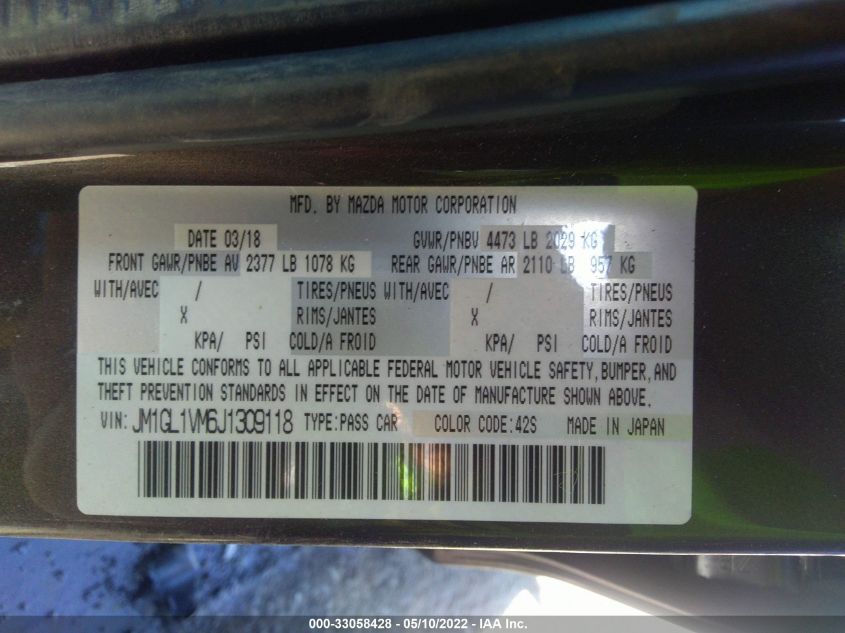 MFD. BY MAZDA MOTOR CORPORATION
DATE 03/18 GVWR/PNBV 4473 LB 2029 KG
FRONT GAWR/PNBE AV 2377 LB 1078 KG REAR GAWR/PNBE AR 2110 LB 957 KG
WITH/AVEC / TIRES/PNEUS WITH/AVEC / TIRES/PNEUS
X RIMS/JANTES X RIMS/JANTES
KPA/ PSI COLD/A FROID KPA/ PSI COLD/A FROID
THIS VEHICLE CONFORMS TO ALL APPLICABLE FEDERAL MOTOR VEHICLE SAFETY, BUMPER, AND
THEFT PREVENTION STANDARDS IN EFFECT ON THE DATE OF MANUFACTURE SHOWN ABOVE.
VIN: JM1GL1VM6J1309118 TYPE:PASS CAR COLOR CODE:42S MADE IN JAPAN
000-33058428 - 05/10/2022 - IAA Inc.